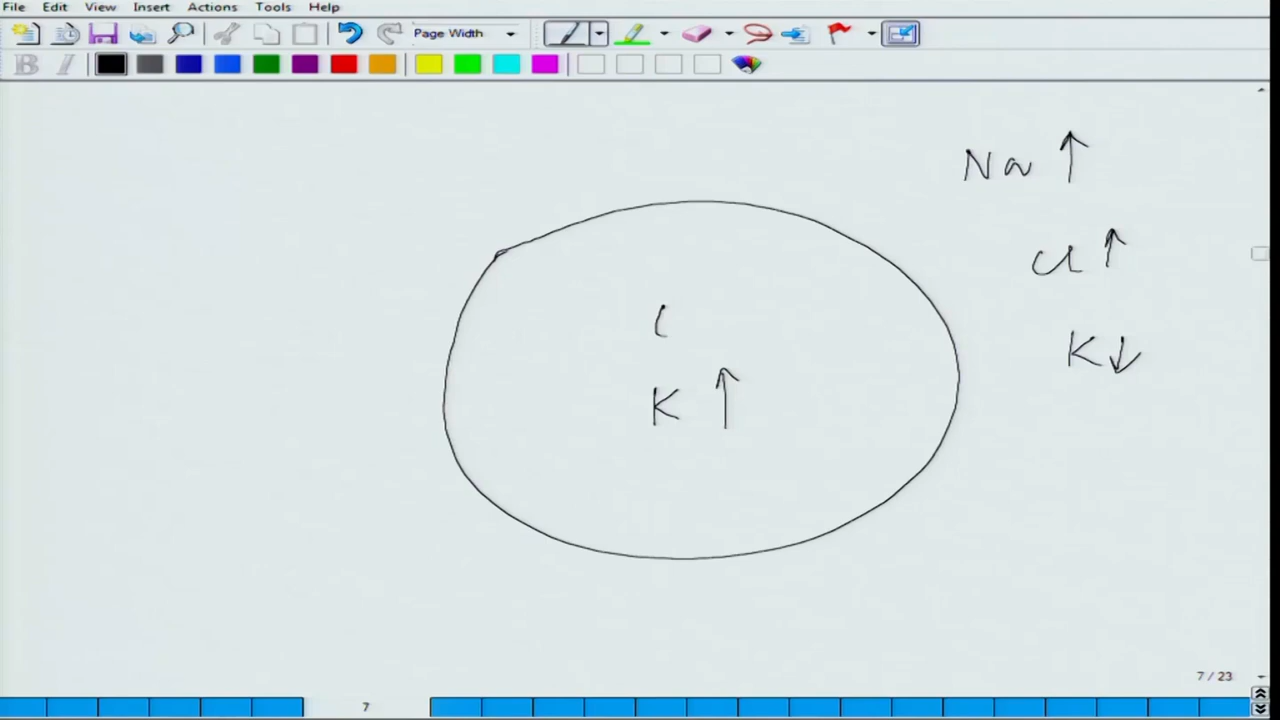 File Edit View Insert Actions Tools Help
Page Width
B I
Na ↑
Cl ↑
K ↓
(
K ↑
7 / 23
7